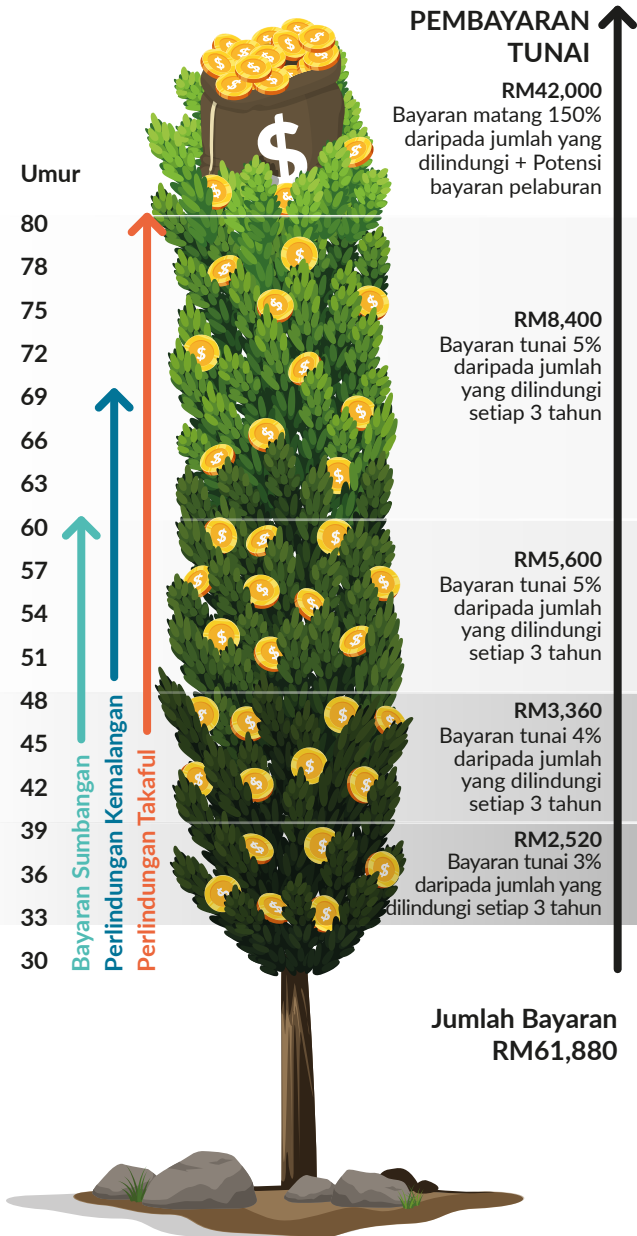 PEMBAYARAN
TUNAI
RM42,000
Bayaran matang 150%
daripada jumlah yang
dilindungi + Potensi
bayaran pelaburan
Umur
80
78
75
72
69
66
63
60
57
54
51
48
45
42
39
36
33
30
Bayaran Sumbangan
Perlindungan Kemalangan
Perlindungan Takaful
RM8,400
Bayaran tunai 5%
daripada jumlah
yang dilindungi
setiap 3 tahun
RM5,600
Bayaran tunai 5%
daripada jumlah
yang dilindungi
setiap 3 tahun
RM3,360
Bayaran tunai 4%
daripada jumlah
yang dilindungi
setiap 3 tahun
RM2,520
Bayaran tunai 3%
daripada jumlah yang
dilindungi setiap 3 tahun
Jumlah Bayaran
RM61,880